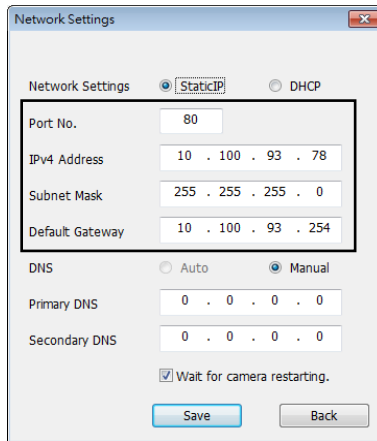 Network Settings
Network Settings StaticIP DHCP
Port No. 80
IPv4 Address 10 . 100 . 93 . 78
Subnet Mask 255 . 255 . 255 . 0
Default Gateway 10 . 100 . 93 . 254
DNS Auto Manual
Primary DNS 0 . 0 . 0 . 0
Secondary DNS 0 . 0 . 0 . 0
Wait for camera restarting.
Save Back